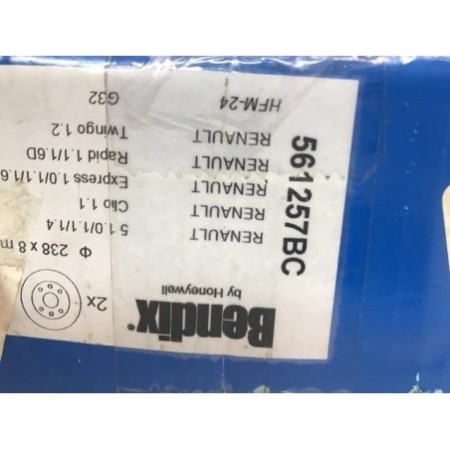 Bendix®
by Honeywell
2x
561257BC
Φ 238 x 8 m
RENAULT 5 1.0/1.1/1.4
RENAULT Clio 1.1
RENAULT Express 1.0/1.1/1.6
RENAULT Rapid 1.1/1.6D
RENAULT Twingo 1.2
HFM-24 G32